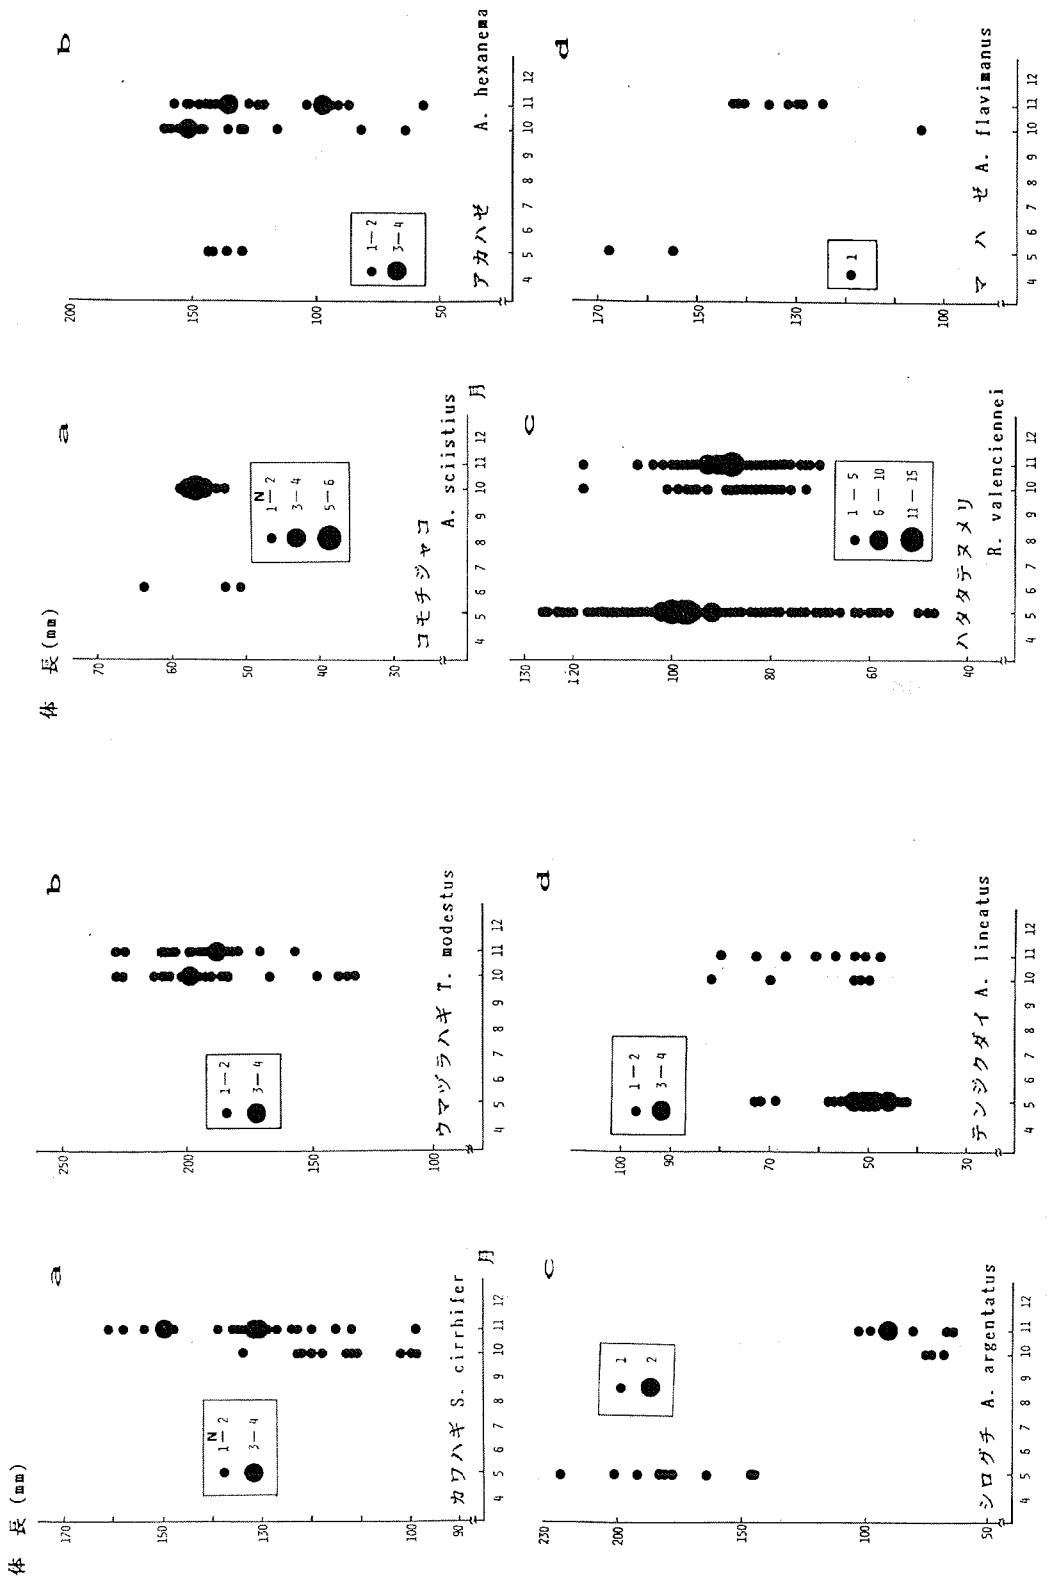 体 長 (mm)
a
170
150
130
100
90
N
1—2
3—4
カワハギ S. cirrhifer
4 5 6 7 8 9 10 11 12 月
b
250
200
150
100
1—2
3—4
ウマヅラハギ T. modestus
4 5 6 7 8 9 10 11 12
c
230
200
150
100
50
1
2
シログチ A. argentatus
4 5 6 7 8 9 10 11 12
d
100
90
70
50
30
1—2
3—4
テンジクダイ A. lineatus
4 5 6 7 8 9 10 11 12
体 長 (mm)
a
70
60
50
40
30
N
1—2
3—4
5—6
コモチジャコ
A. sciistius
4 5 6 7 8 9 10 11 12 月
b
200
150
100
50
1—2
3—4
アカハゼ A. hexanema
4 5 6 7 8 9 10 11 12
c
130
120
100
80
60
40
1—5
6—10
11—15
ハタタテヌメリ
R. valenciennei
4 5 6 7 8 9 10 11 12
d
170
150
130
100
1
マ ハ ゼ A. flavimanus
4 5 6 7 8 9 10 11 12